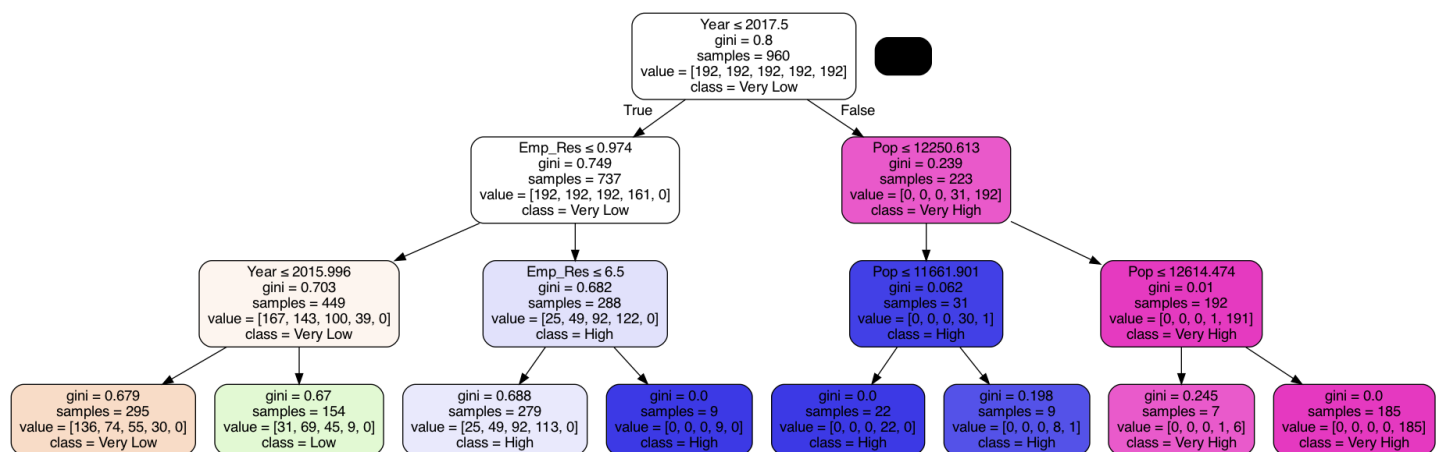 Year ≤ 2017.5
gini = 0.8
samples = 960
value = [192, 192, 192, 192, 192]
class = Very Low
True
False
Emp_Res ≤ 0.974
gini = 0.749
samples = 737
value = [192, 192, 192, 161, 0]
class = Very Low
Pop ≤ 12250.613
gini = 0.239
samples = 223
value = [0, 0, 0, 31, 192]
class = Very High
Year ≤ 2015.996
gini = 0.703
samples = 449
value = [167, 143, 100, 39, 0]
class = Very Low
Emp_Res ≤ 6.5
gini = 0.682
samples = 288
value = [25, 49, 92, 122, 0]
class = High
Pop ≤ 11661.901
gini = 0.062
samples = 31
value = [0, 0, 0, 30, 1]
class = High
Pop ≤ 12614.474
gini = 0.01
samples = 192
value = [0, 0, 0, 1, 191]
class = Very High
gini = 0.679
samples = 295
value = [136, 74, 55, 30, 0]
class = Very Low
gini = 0.67
samples = 154
value = [31, 69, 45, 9, 0]
class = Low
gini = 0.688
samples = 279
value = [25, 49, 92, 113, 0]
class = High
gini = 0.0
samples = 9
value = [0, 0, 0, 9, 0]
class = High
gini = 0.0
samples = 22
value = [0, 0, 0, 22, 0]
class = High
gini = 0.198
samples = 9
value = [0, 0, 0, 8, 1]
class = High
gini = 0.245
samples = 7
value = [0, 0, 0, 1, 6]
class = Very High
gini = 0.0
samples = 185
value = [0, 0, 0, 0, 185]
class = Very High